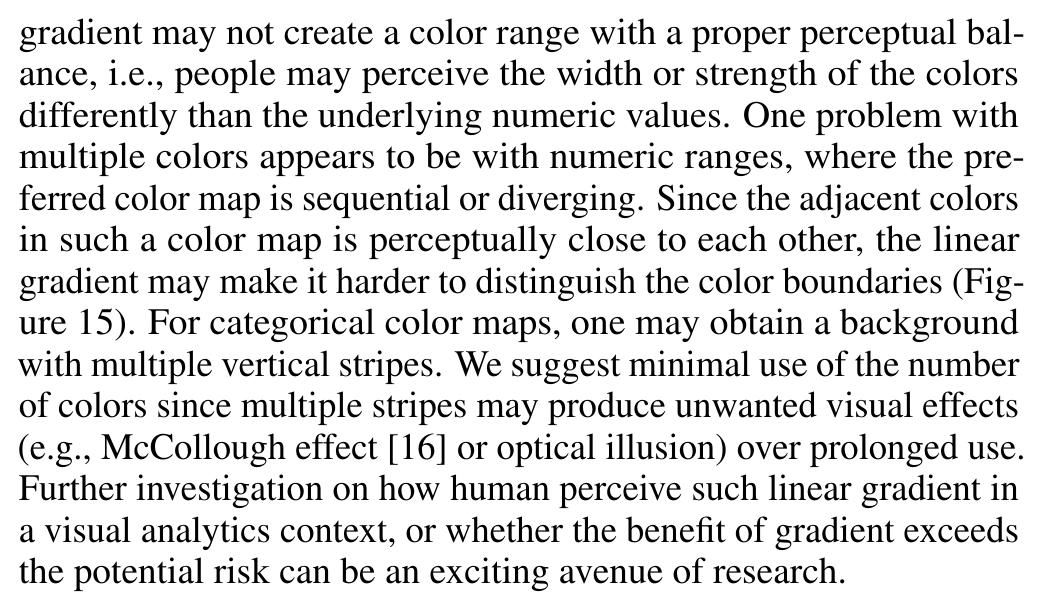 gradient may not create a color range with a proper perceptual bal-
ance, i.e., people may perceive the width or strength of the colors
differently than the underlying numeric values. One problem with
multiple colors appears to be with numeric ranges, where the pre-
ferred color map is sequential or diverging. Since the adjacent colors
in such a color map is perceptually close to each other, the linear
gradient may make it harder to distinguish the color boundaries (Fig-
ure 15). For categorical color maps, one may obtain a background
with multiple vertical stripes. We suggest minimal use of the number
of colors since multiple stripes may produce unwanted visual effects
(e.g., McCollough effect [16] or optical illusion) over prolonged use.
Further investigation on how human perceive such linear gradient in
a visual analytics context, or whether the benefit of gradient exceeds
the potential risk can be an exciting avenue of research.